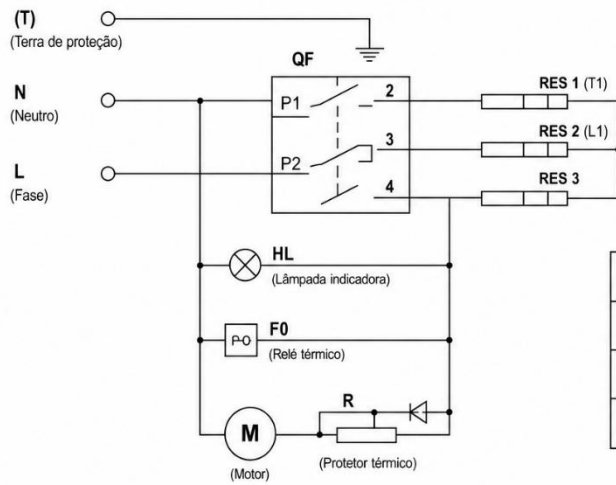 (T)
(Terra de proteção)
QF
N
(Neutro)
P1
2
RES 1 (T1)
3
RES 2 (L1)
L
(Fase)
P2
4
RES 3
HL
(Lâmpada indicadora)
F0
P-O
(Relé térmico)
R
M
(Motor)
(Protetor térmico)